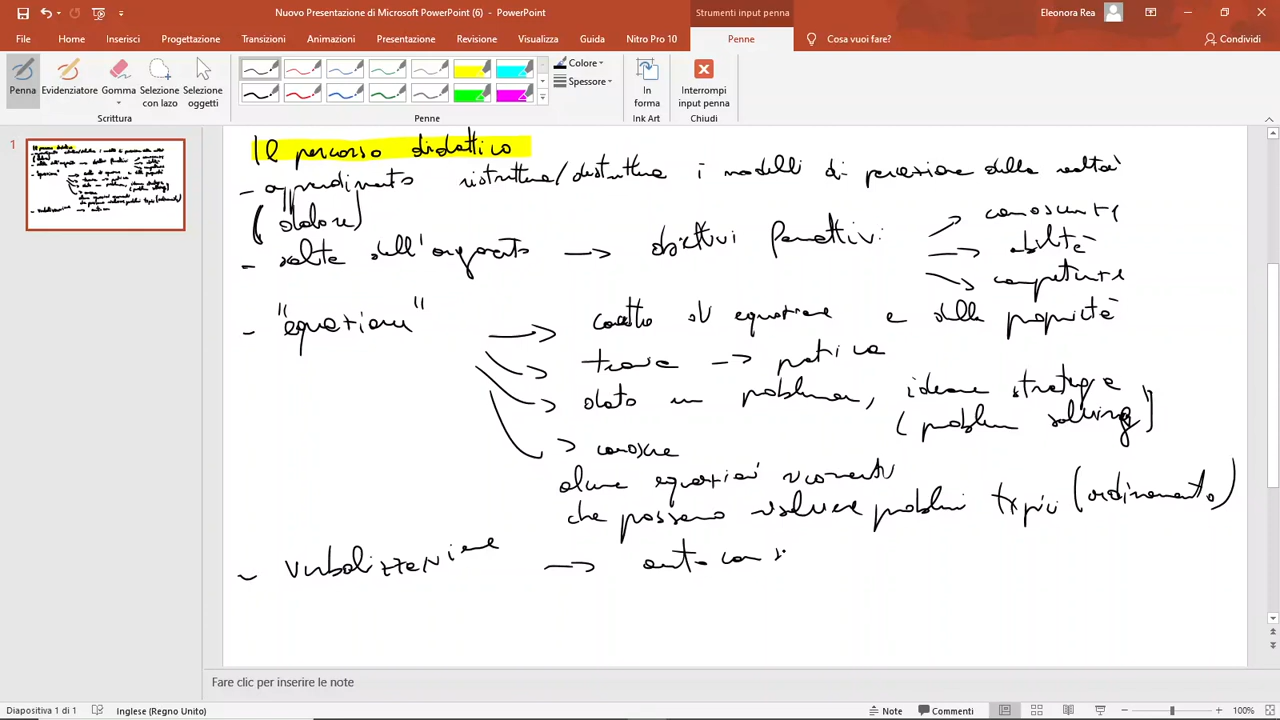 Nuovo Presentazione di Microsoft PowerPoint (6) - PowerPoint
Strumenti input penna
Eleonora Rea
File Home Inserisci Progettazione Transizioni Animazioni Presentazione Revisione Visualizza Guida Nitro Pro 10 Penne Cosa vuoi fare? Condividi
Penna Evidenziatore Gomma Selezione con lazo Selezione oggetti
Colore
Spessore
In forma
Interrompi input penna
Scrittura Penne Ink Art Chiudi
1
Il percorso didattico
- apprendimento ristruttura/destruttura i modelli di percezione della realtà
(dolore)
- scelta dell'argomento → obiettivi formativi: → conoscenze
→ abilità
→ competenze
- "equazioni" → concetto di equazione e delle proprietà
→ teoria → pratica
→ dato un problema, ideare strategie
(problem solving)
→ conoscere
alcune equazioni
che possano risolvere problemi tipici (ordinamento)
- verbalizzazione → auto con
Fare clic per inserire le note
Diapositiva 1 di 1 Inglese (Regno Unito) Note Commenti 100%